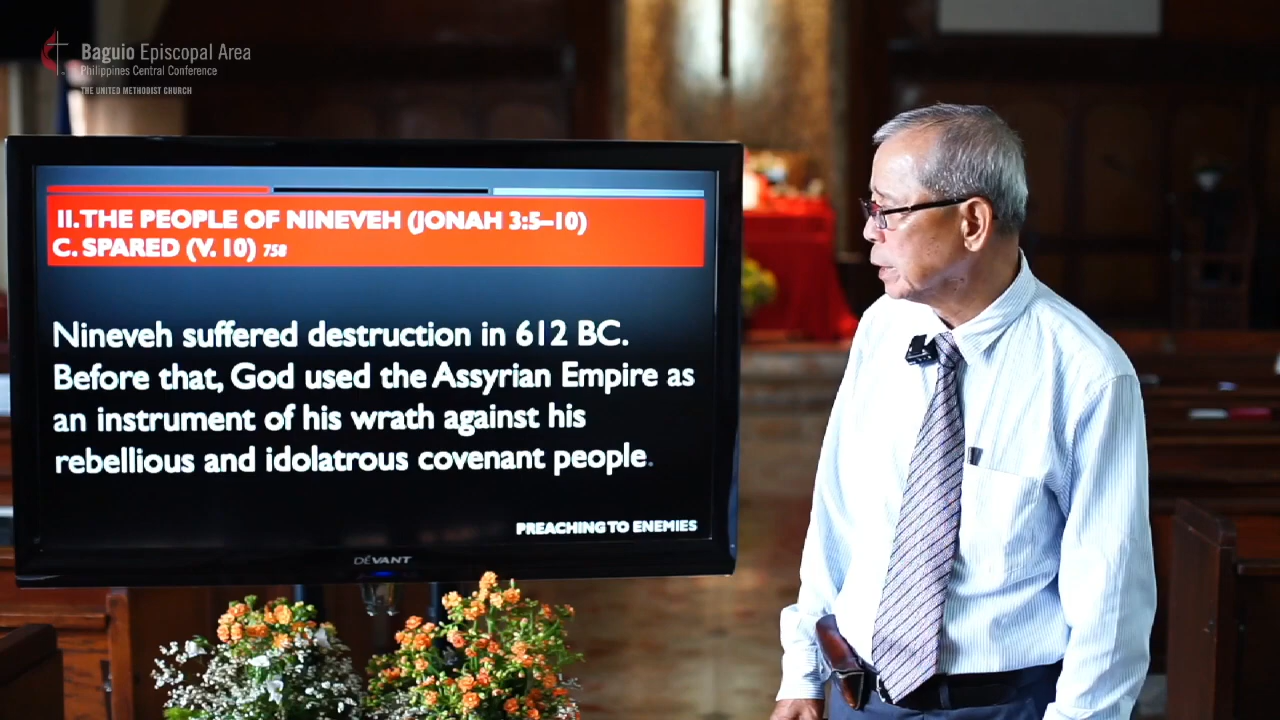 Baguio Episcopal Area
Philippines Central Conference
THE UNITED METHODIST CHURCH
II. THE PEOPLE OF NINEVEH (JONAH 3:5–10)
C. SPARED (V. 10) 758
Nineveh suffered destruction in 612 BC.
Before that, God used the Assyrian Empire as
an instrument of his wrath against his
rebellious and idolatrous covenant people.
PREACHING TO ENEMIES
DEVANT